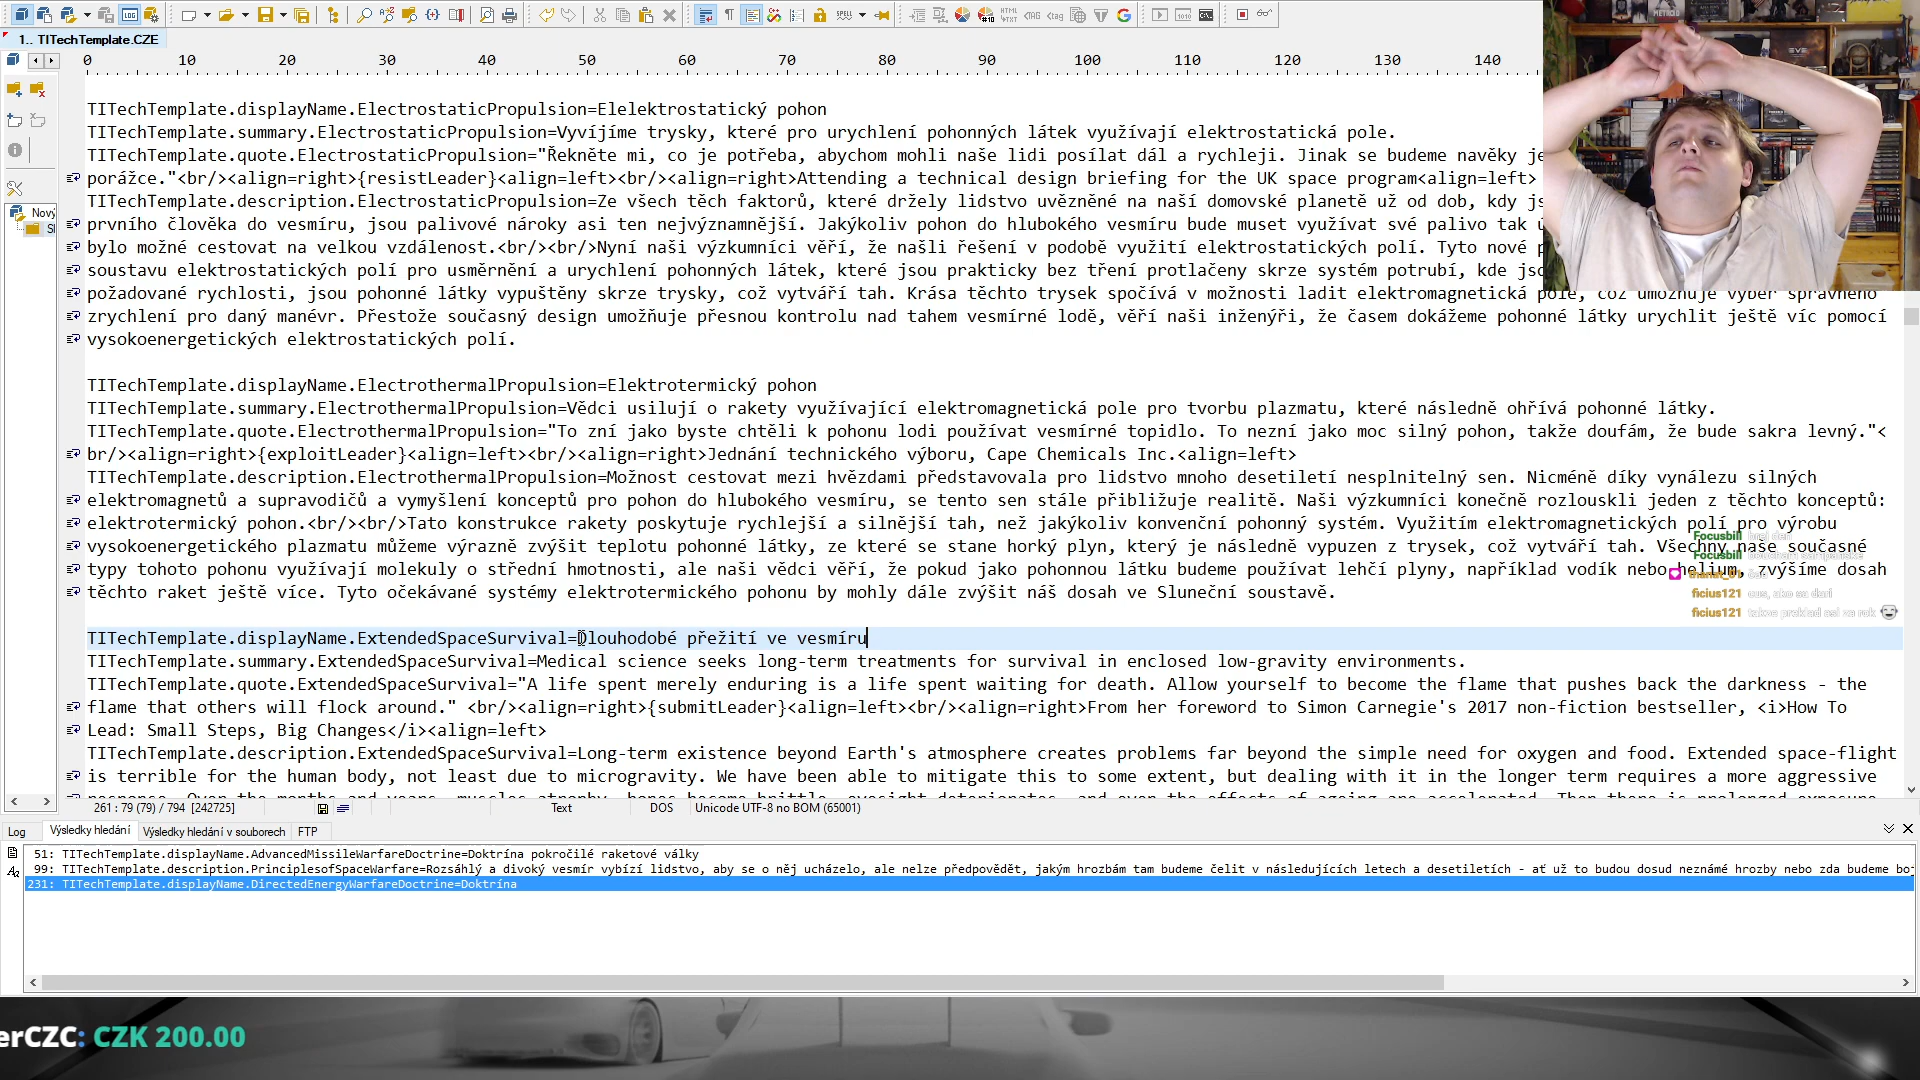 1.. TITechTemplate.CZE
0 10 20 30 40 50 60 70 80 90 100 110 120 130 140
TITechTemplate.displayName.ElectrostaticPropulsion=Elelektrostatický pohon
TITechTemplate.summary.ElectrostaticPropulsion=Vyvíjíme trysky, které pro urychlení pohonných látek využívají elektrostatická pole.
TITechTemplate.quote.ElectrostaticPropulsion="Řekněte mi, co je potřeba, abychom mohli naše lidi posílat dál a rychleji. Jinak se budeme navěky je
porážce."<br/><align=right>{resistLeader}<align=left><br/><align=right>Attending a technical design briefing for the UK space program<align=left>
TITechTemplate.description.ElectrostaticPropulsion=Ze všech těch faktorů, které držely lidstvo uvězněné na naší domovské planetě už od dob, kdy js
prvního člověka do vesmíru, jsou palivové nároky asi ten nejvýznamnější. Jakýkoliv pohon do hlubokého vesmíru bude muset využívat své palivo tak
bylo možné cestovat na velkou vzdálenost.<br/><br/>Nyní naši výzkumníci věří, že našli řešení v podobě využití elektrostatických polí. Tyto nové
soustavu elektrostatických polí pro usměrnění a urychlení pohonných látek, které jsou prakticky bez tření protlačeny skrze systém potrubí, kde jso
požadované rychlosti, jsou pohonné látky vypuštěny skrze trysky, což vytváří tah. Krása těchto trysek spočívá v možnosti ladit elektromagnetická pole, což umožňuje výběr správného
zrychlení pro daný manévr. Přestože současný design umožňuje přesnou kontrolu nad tahem vesmírné lodě, věří naši inženýři, že časem dokážeme pohonné látky urychlit ještě víc pomocí
vysokoenergetických elektrostatických polí.
TITechTemplate.displayName.ElectrothermalPropulsion=Elektrotermický pohon
TITechTemplate.summary.ElectrothermalPropulsion=Vědci usilují o rakety využívající elektromagnetická pole pro tvorbu plazmatu, které následně ohřívá pohonné látky.
TITechTemplate.quote.ElectrothermalPropulsion="To zní jako byste chtěli k pohonu lodi používat vesmírné topidlo. To nezní jako moc silný pohon, takže doufám, že bude sakra levný."<
br/><align=right>{exploitLeader}<align=left><br/><align=right>Jednání technického výboru, Cape Chemicals Inc.<align=left>
TITechTemplate.description.ElectrothermalPropulsion=Možnost cestovat mezi hvězdami představovala pro lidstvo mnoho desetiletí nesplnitelný sen. Nicméně díky vynálezu silných
elektromagnetů a supravodičů a vymyšlení konceptů pro pohon do hlubokého vesmíru, se tento sen stále přibližuje realitě. Naši výzkumníci konečně rozlouskli jeden z těchto konceptů:
elektrotermický pohon.<br/><br/>Tato konstrukce rakety poskytuje rychlejší a silnější tah, než jakýkoliv konvenční pohonný systém. Využitím elektromagnetických polí pro výrobu
vysokoenergetického plazmatu můžeme výrazně zvýšit teplotu pohonné látky, ze které se stane horký plyn, který je následně vypuzen z trysek, což vytváří tah. Všechny naše současné
typy tohoto pohonu využívají molekuly o střední hmotnosti, ale naši vědci věří, že pokud jako pohonnou látku budeme používat lehčí plyny, například vodík nebo helium, zvýšíme dosah
těchto raket ještě více. Tyto očekávané systémy elektrotermického pohonu by mohly dále zvýšit náš dosah ve Sluneční soustavě.
Focusbill
Focusbill
ficius121
ficius121
TITechTemplate.displayName.ExtendedSpaceSurvival=Dlouhodobé přežití ve vesmíru
TITechTemplate.summary.ExtendedSpaceSurvival=Medical science seeks long-term treatments for survival in enclosed low-gravity environments.
TITechTemplate.quote.ExtendedSpaceSurvival="A life spent merely enduring is a life spent waiting for death. Allow yourself to become the flame that pushes back the darkness - the
flame that others will flock around." <br/><align=right>{submitLeader}<align=left><br/><align=right>From her foreword to Simon Carnegie's 2017 non-fiction bestseller, <i>How To
Lead: Small Steps, Big Changes</i><align=left>
TITechTemplate.description.ExtendedSpaceSurvival=Long-term existence beyond Earth's atmosphere creates problems far beyond the simple need for oxygen and food. Extended space-flight
is terrible for the human body, not least due to microgravity. We have been able to mitigate this to some extent, but dealing with it in the longer term requires a more aggressive
261 : 79 (79) / 794 [242725] Text DOS Unicode UTF-8 no BOM (65001)
Log Výsledky hledání Výsledky hledání v souborech FTP
51: TITechTemplate.displayName.AdvancedMissileWarfareDoctrine=Doktrína pokročilé raketové války
99: TITechTemplate.description.PrinciplesofSpaceWarfare=Rozsáhlý a divoký vesmír vybízí lidstvo, aby se o něj ucházelo, ale nelze předpovědět, jakým hrozbám tam budeme čelit v následujících letech a desetiletích - ať už to budou dosud neznámé hrozby nebo zda budeme
231: TITechTemplate.displayName.DirectedEnergyWarfareDoctrine=Doktrína
erCZC: CZK 200.00